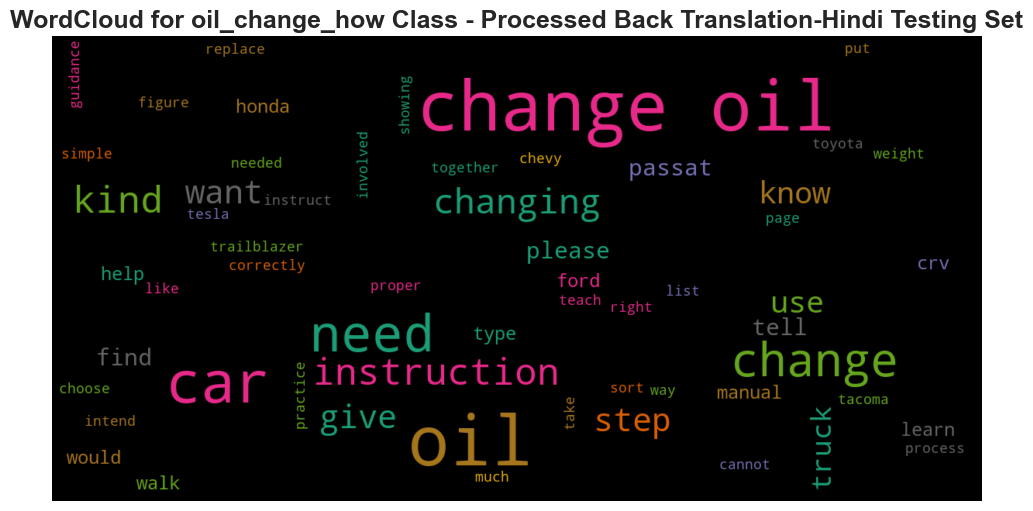 WordCloud for oil_change_how Class - Processed Back Translation-Hindi Testing Set
guidance
replace
put
figure
honda
showing
change oil
simple
needed
involved
together
chevy
passat
toyota
weight
kind
want
instruct
tesla
changing
know
page
trailblazer
correctly
please
help
like
proper
ford
teach
right
list
crv
use
tell
need
type
find
car
instruction
change
choose
practice
give
take
sort
way
step
manual
tacoma
intend
oil
truck
learn
process
would
walk
much
cannot